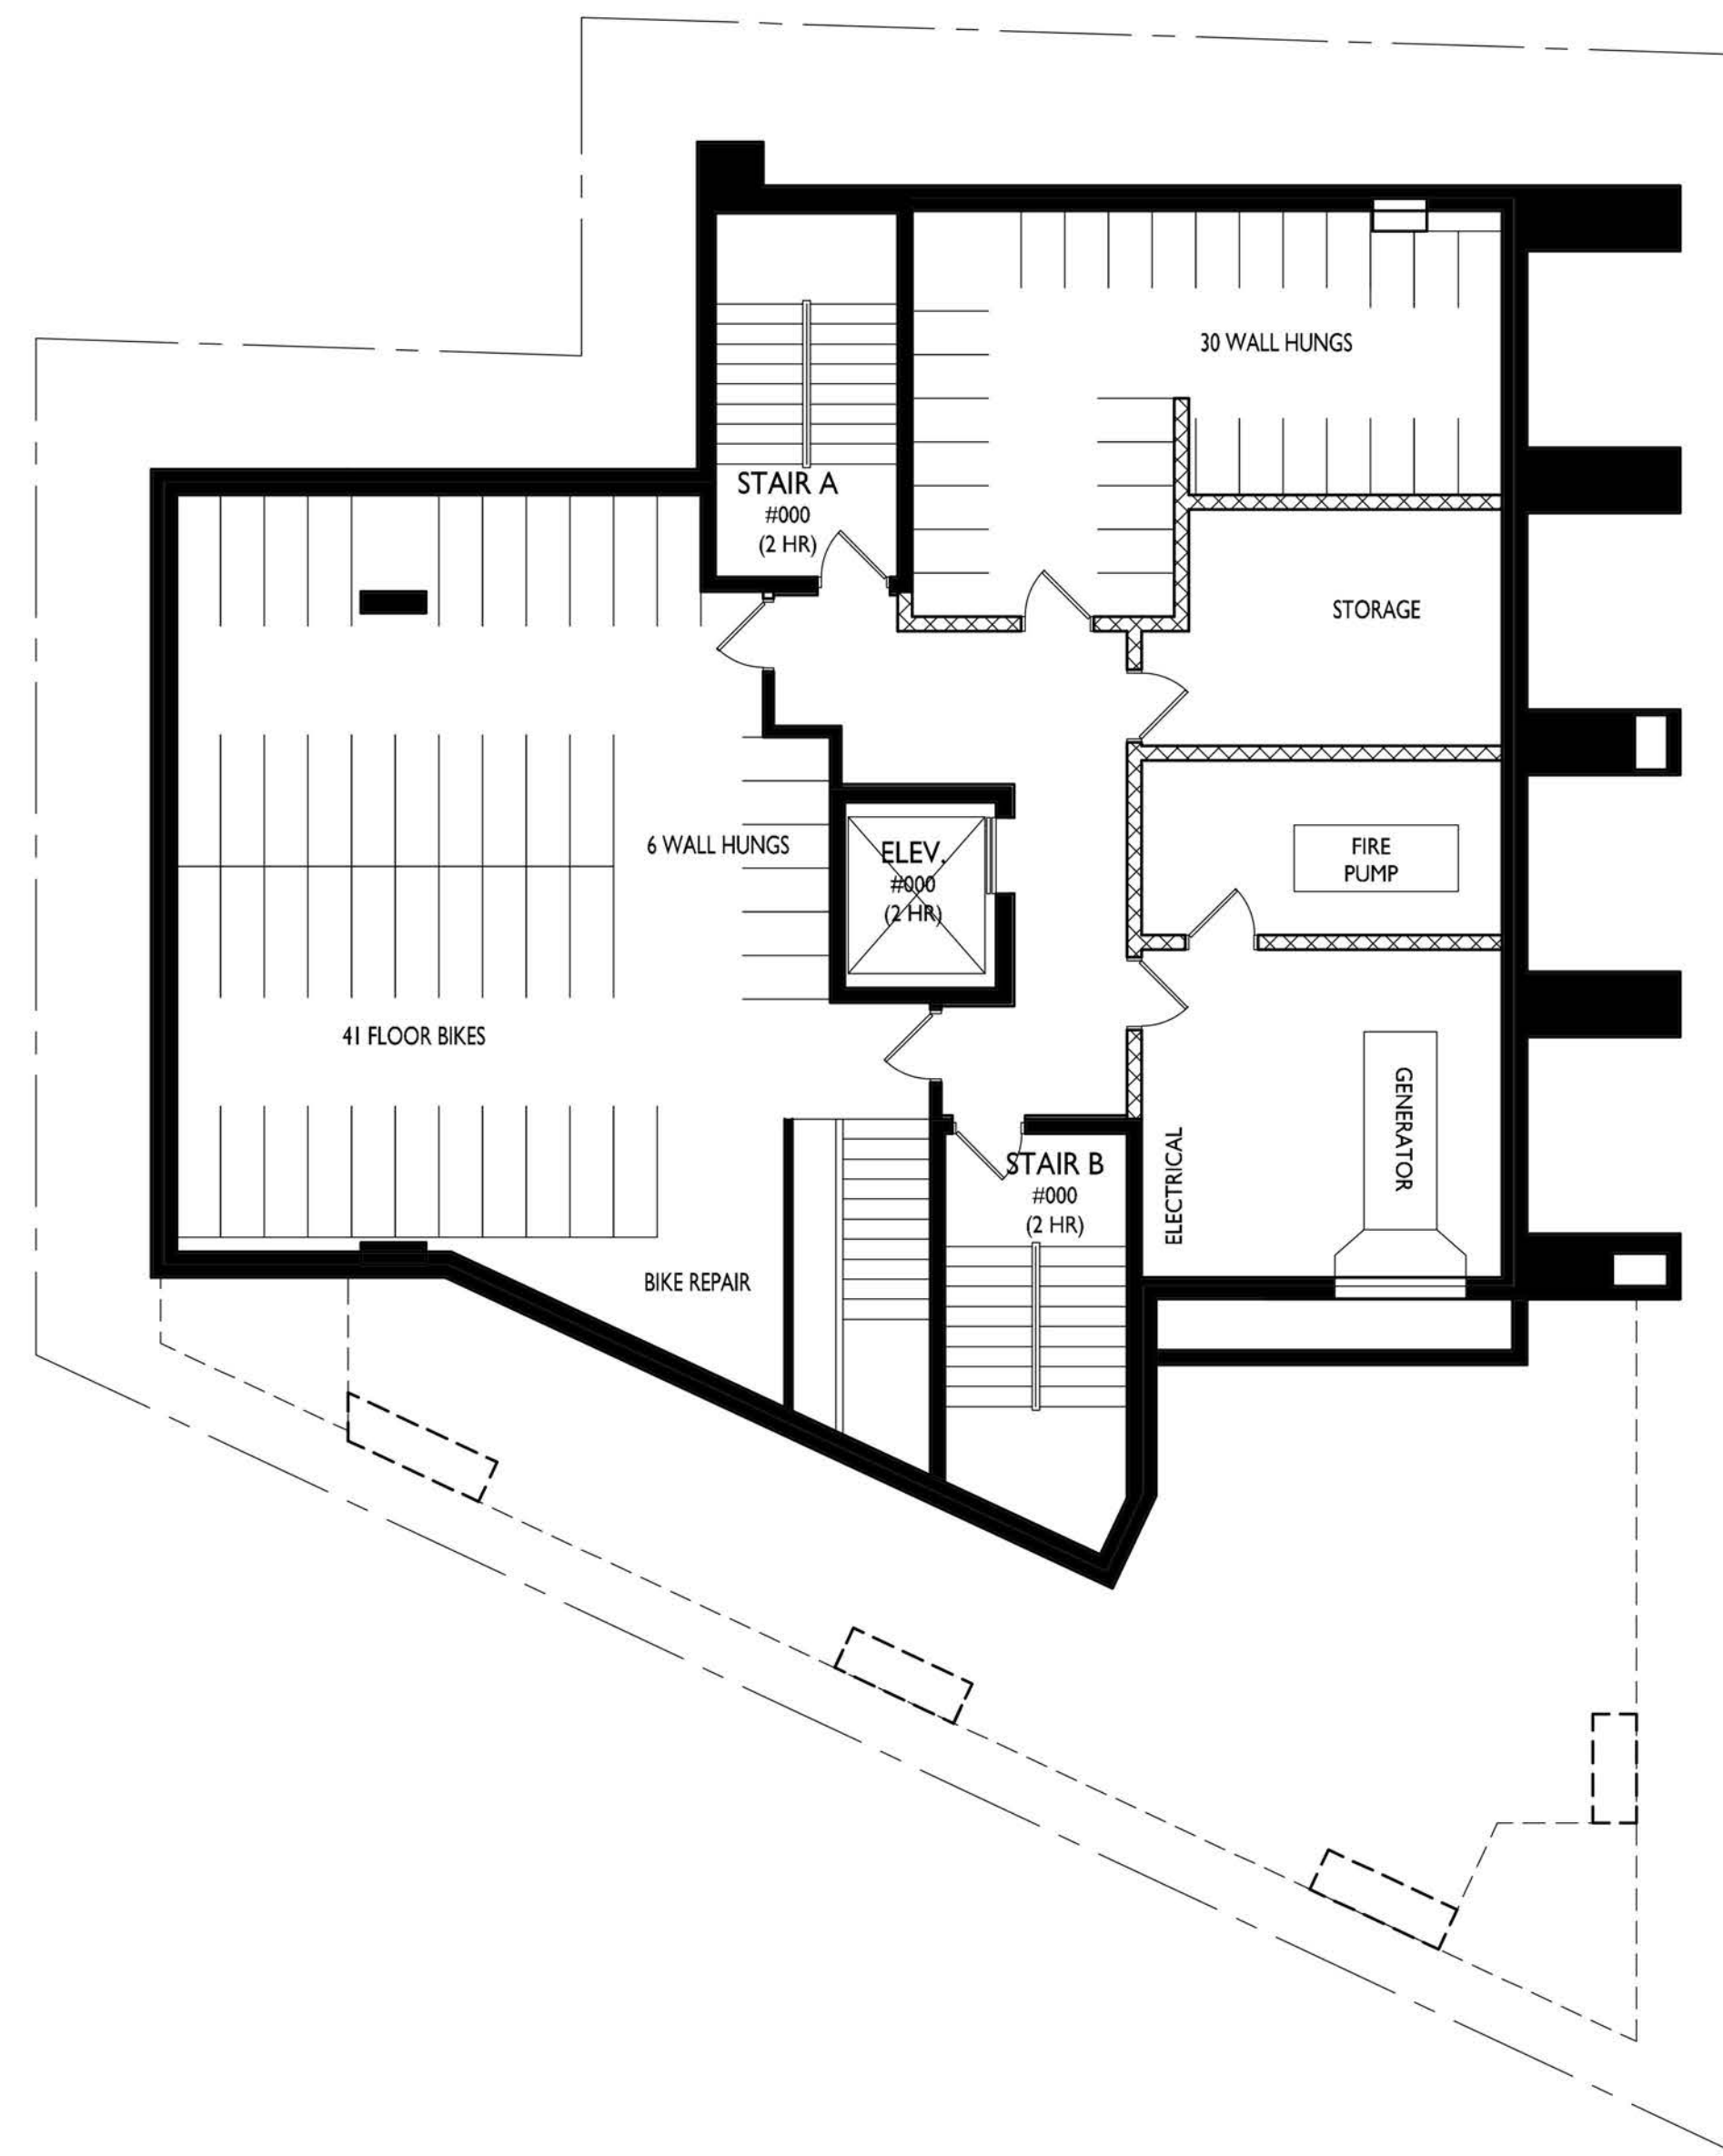 30 WALL HUNGS
STAIR A
#000
(2 HR)
STORAGE
6 WALL HUNGS
ELEV.
#000
(2 HR)
FIRE
PUMP
41 FLOOR BIKES
GENERATOR
ELECTRICAL
STAIR B
#000
(2 HR)
BIKE REPAIR